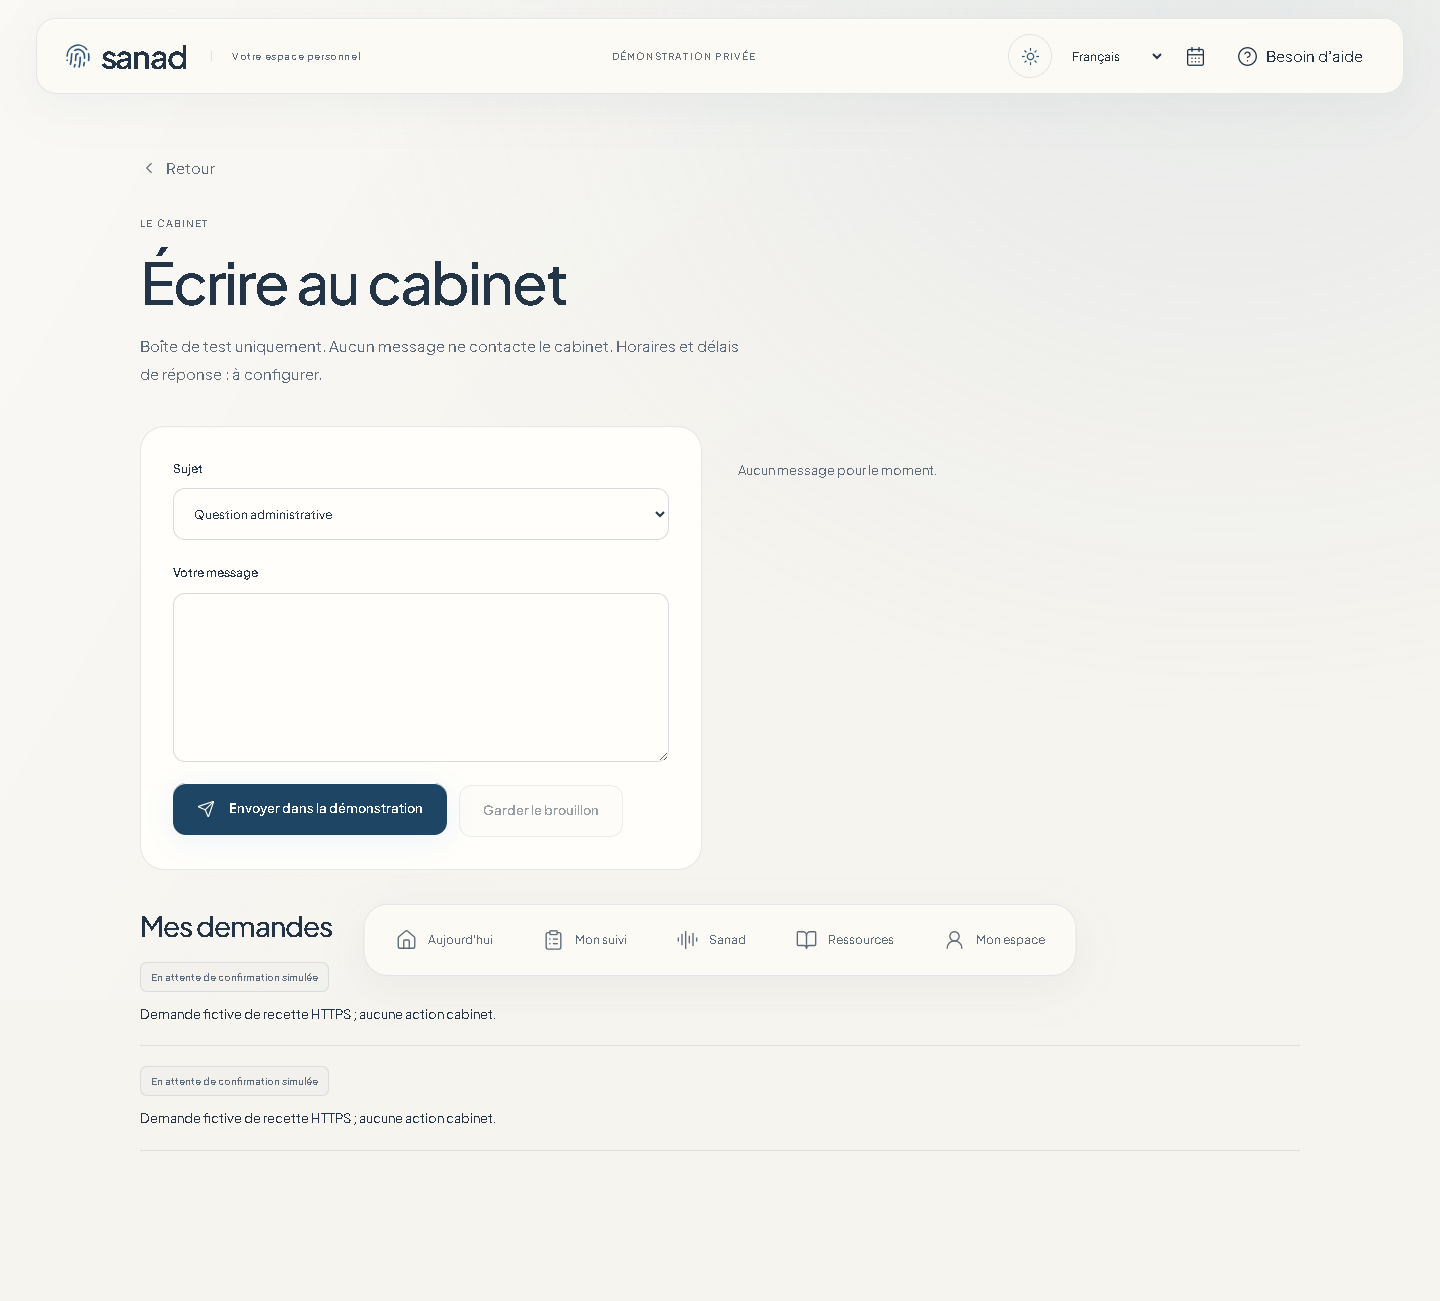 sanad
Votre espace personnel
DÉMONSTRATION PRIVÉE
Français
Besoin d'aide
Retour
LE CABINET
Écrire au cabinet
Boîte de test uniquement. Aucun message ne contacte le cabinet. Horaires et délais
de réponse : à configurer.
Sujet
Question administrative
Votre message
Envoyer dans la démonstration
Garder le brouillon
Aucun message pour le moment.
Mes demandes
Aujourd'hui
Mon suivi
Sanad
Ressources
Mon espace
En attente de confirmation simulée
Demande fictive de recette HTTPS ; aucune action cabinet.
En attente de confirmation simulée
Demande fictive de recette HTTPS ; aucune action cabinet.